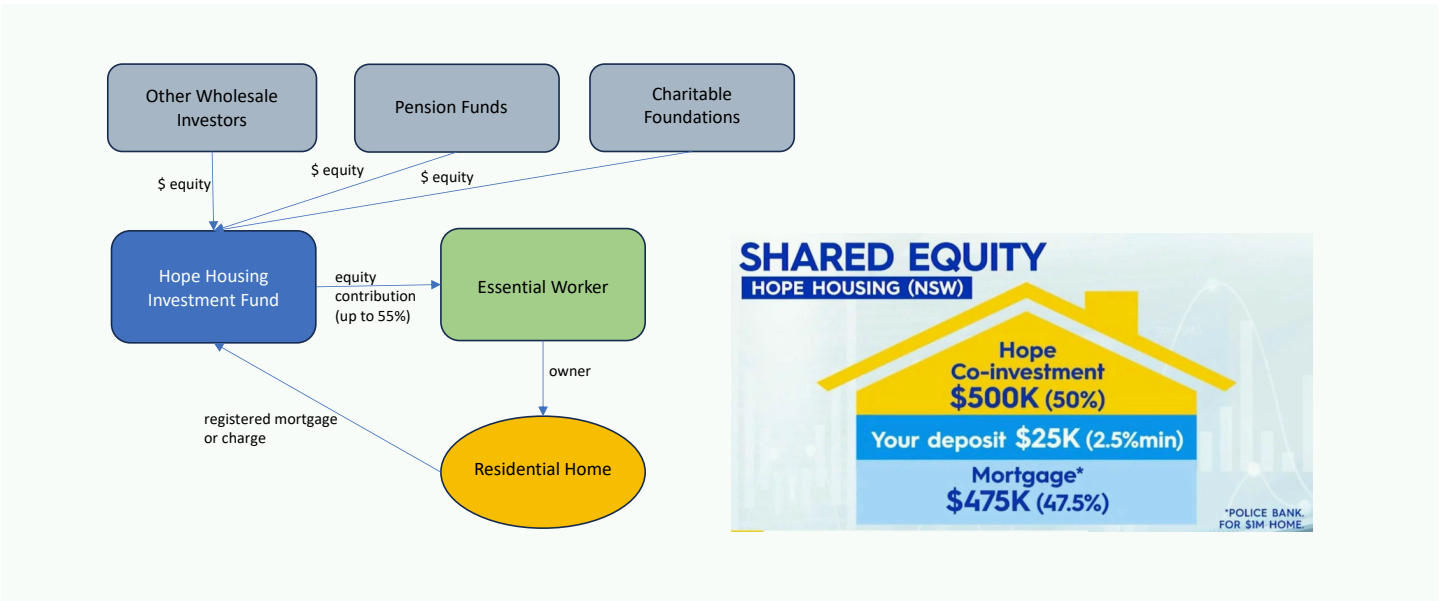 Other Wholesale
Investors
Pension Funds
Charitable
Foundations
$ equity
$ equity
$ equity
Hope Housing
Investment Fund
equity
contribution
(up to 55%)
Essential Worker
owner
registered mortgage
or charge
Residential Home
SHARED EQUITY
HOPE HOUSING (NSW)
Hope
Co-investment
$500K (50%)
Your deposit $25K (2.5%min)
Mortgage*
$475K (47.5%)
*POLICE BANK.
FOR $1M HOME.